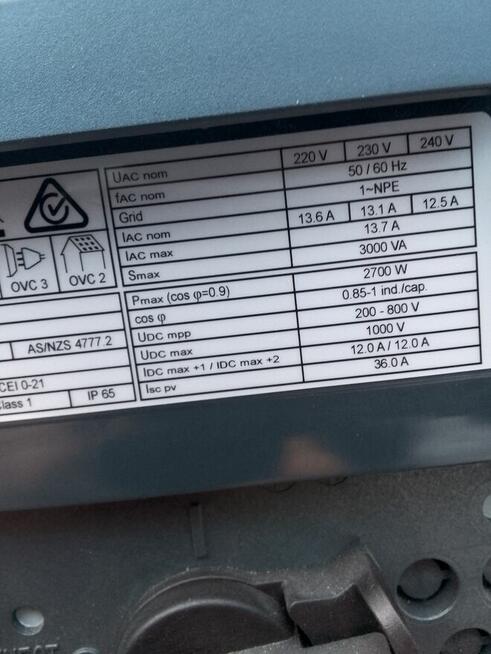 UAC nom 220 V 230 V 240 V
fAC nom 50 / 60 Hz
Grid 1~NPE
IAC nom 13.6 A 13.1 A 12.5 A
IAC max 13.7 A
Smax 3000 VA
OVC 3 OVC 2
Pmax (cos φ=0.9) 2700 W
cos φ 0.85-1 ind./cap.
UDC mpp 200 - 800 V
UDC max 1000 V
IDC max +1 / IDC max +2 12.0 A / 12.0 A
Isc pv 36.0 A
AS/NZS 4777.2
CEI 0-21
Class 1 IP 65